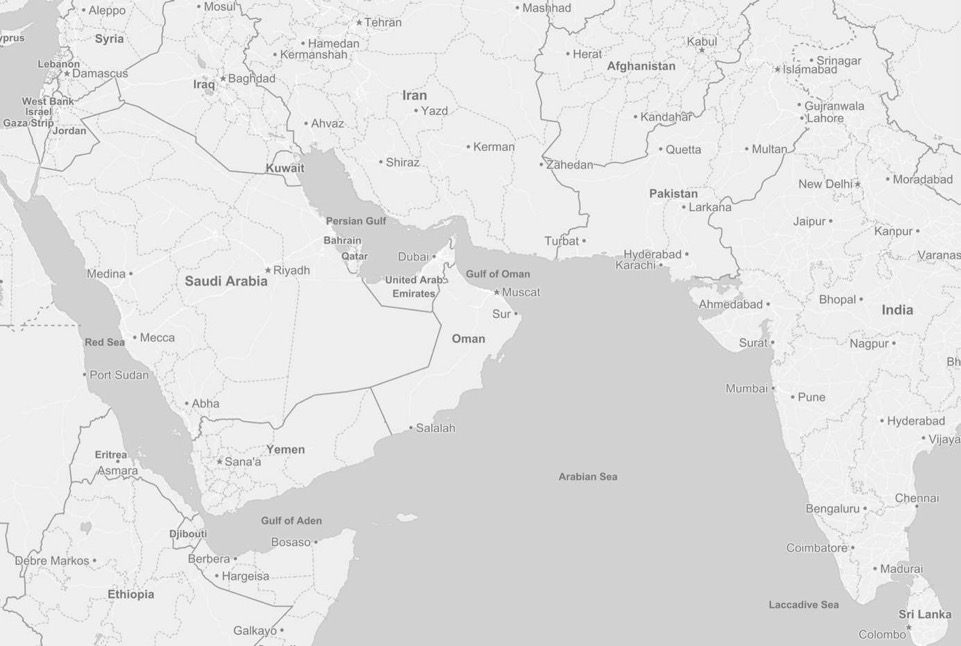 Aleppo
Mosul
Tehran
Mashhad
Syria
Hamedan
Kermanshah
Herat
Kabul
Afghanistan
Srinagar
Islamabad
Lebanon
Damascus
Iraq
Baghdad
West Bank
Israel
Gaza Strip
Jordan
Iran
Yazd
Ahvaz
Kandahar
Gujranwala
Lahore
Kuwait
Shiraz
Kerman
Zahedan
Quetta
Multan
New Delhi
Moradabad
Pakistan
Larkana
Persian Gulf
Jaipur
Kanpur
Bahrain
Qatar
Dubai
Turbat
Hyderabad
Karachi
Varanas
Medina
Saudi Arabia
Riyadh
United Arab
Emirates
Gulf of Oman
Muscat
Sur
Ahmedabad
Bhopal
India
Red Sea
Mecca
Oman
Surat
Nagpur
Bh
Port Sudan
Mumbai
Pune
Abha
Salalah
Hyderabad
Vijaya
Eritrea
Asmara
Yemen
Sana'a
Arabian Sea
Chennai
Bengaluru
Gulf of Aden
Djibouti
Bosaso
Berbera
Hargeisa
Debre Markos
Ethiopia
Coimbatore
Madurai
Laccadive Sea
Sri Lanka
Colombo
Galkayo